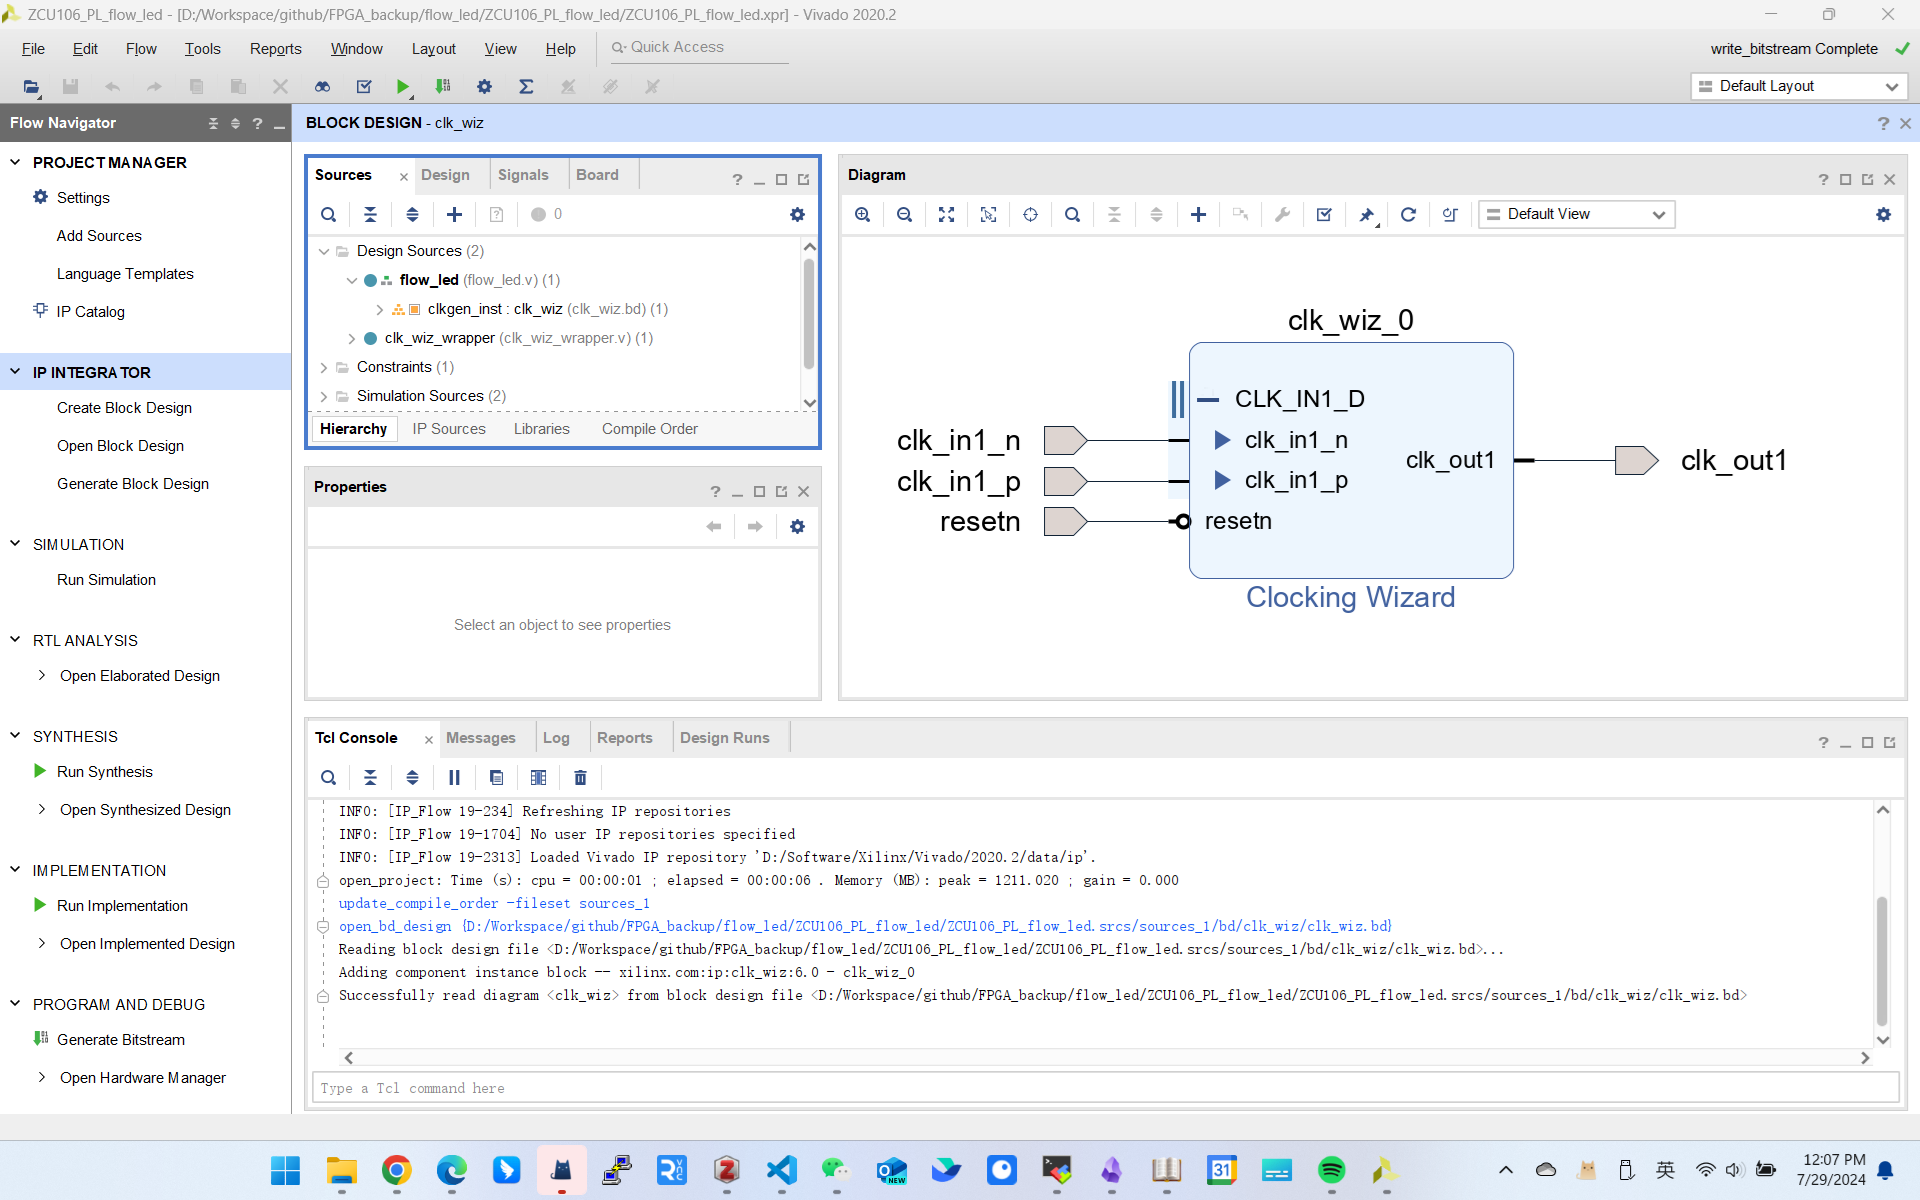 ZCU106_PL_flow_led - [D:/Workspace/github/FPGA_backup/flow_led/ZCU106_PL_flow_led/ZCU106_PL_flow_led.xpr] - Vivado 2020.2
File Edit Flow Tools Reports Window Layout View Help Quick Access
write_bitstream Complete
Default Layout
Flow Navigator
PROJECT MANAGER
Settings
Add Sources
Language Templates
IP Catalog
IP INTEGRATOR
Create Block Design
Open Block Design
Generate Block Design
SIMULATION
Run Simulation
RTL ANALYSIS
Open Elaborated Design
SYNTHESIS
Run Synthesis
Open Synthesized Design
IMPLEMENTATION
Run Implementation
Open Implemented Design
PROGRAM AND DEBUG
Generate Bitstream
Open Hardware Manager
BLOCK DESIGN - clk_wiz
Sources Design Signals Board
0
Design Sources (2)
flow_led (flow_led.v) (1)
clkgen_inst : clk_wiz (clk_wiz.bd) (1)
clk_wiz_wrapper (clk_wiz_wrapper.v) (1)
Constraints (1)
Simulation Sources (2)
Hierarchy IP Sources Libraries Compile Order
Properties
Select an object to see properties
Diagram
Default View
clk_wiz_0
CLK_IN1_D
clk_in1_n clk_in1_n
clk_out1 clk_out1
clk_in1_p clk_in1_p
resetn resetn
Clocking Wizard
Tcl Console Messages Log Reports Design Runs
INFO: [IP_Flow 19-234] Refreshing IP repositories
INFO: [IP_Flow 19-1704] No user IP repositories specified
INFO: [IP_Flow 19-2313] Loaded Vivado IP repository 'D:/Software/Xilinx/Vivado/2020.2/data/ip'.
open_project: Time (s): cpu = 00:00:01 ; elapsed = 00:00:06 . Memory (MB): peak = 1211.020 ; gain = 0.000
update_compile_order -fileset sources_1
open_bd_design {D:/Workspace/github/FPGA_backup/flow_led/ZCU106_PL_flow_led/ZCU106_PL_flow_led.srcs/sources_1/bd/clk_wiz/clk_wiz.bd}
Reading block design file <D:/Workspace/github/FPGA_backup/flow_led/ZCU106_PL_flow_led/ZCU106_PL_flow_led.srcs/sources_1/bd/clk_wiz/clk_wiz.bd>...
Adding component instance block -- xilinx.com:ip:clk_wiz:6.0 - clk_wiz_0
Successfully read diagram <clk_wiz> from block design file <D:/Workspace/github/FPGA_backup/flow_led/ZCU106_PL_flow_led/ZCU106_PL_flow_led.srcs/sources_1/bd/clk_wiz/clk_wiz.bd>
Type a Tcl command here
NEW
31
英
12:07 PM
7/29/2024